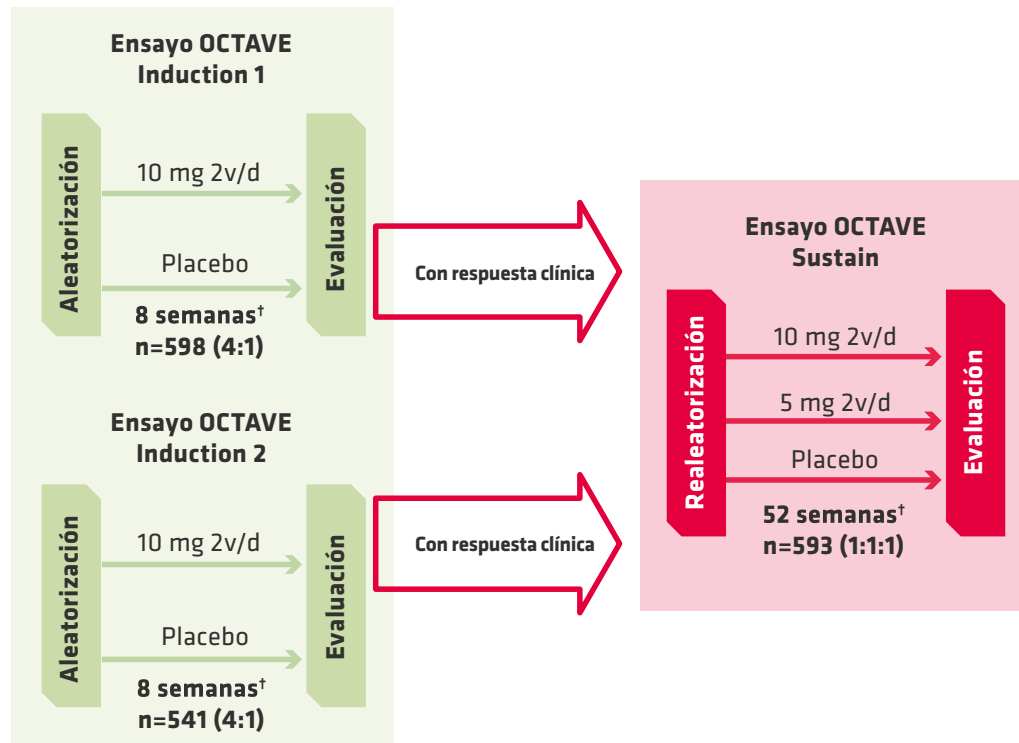 Ensayo OCTAVE
Induction 1
Aleatorización
10 mg 2v/d
Placebo
8 semanas†
n=598 (4:1)
Evaluación
Con respuesta clínica
Ensayo OCTAVE
Induction 2
Aleatorización
10 mg 2v/d
Placebo
8 semanas†
n=541 (4:1)
Evaluación
Con respuesta clínica
Ensayo OCTAVE
Sustain
Realeatorización
10 mg 2v/d
5 mg 2v/d
Placebo
52 semanas†
n=593 (1:1:1)
Evaluación